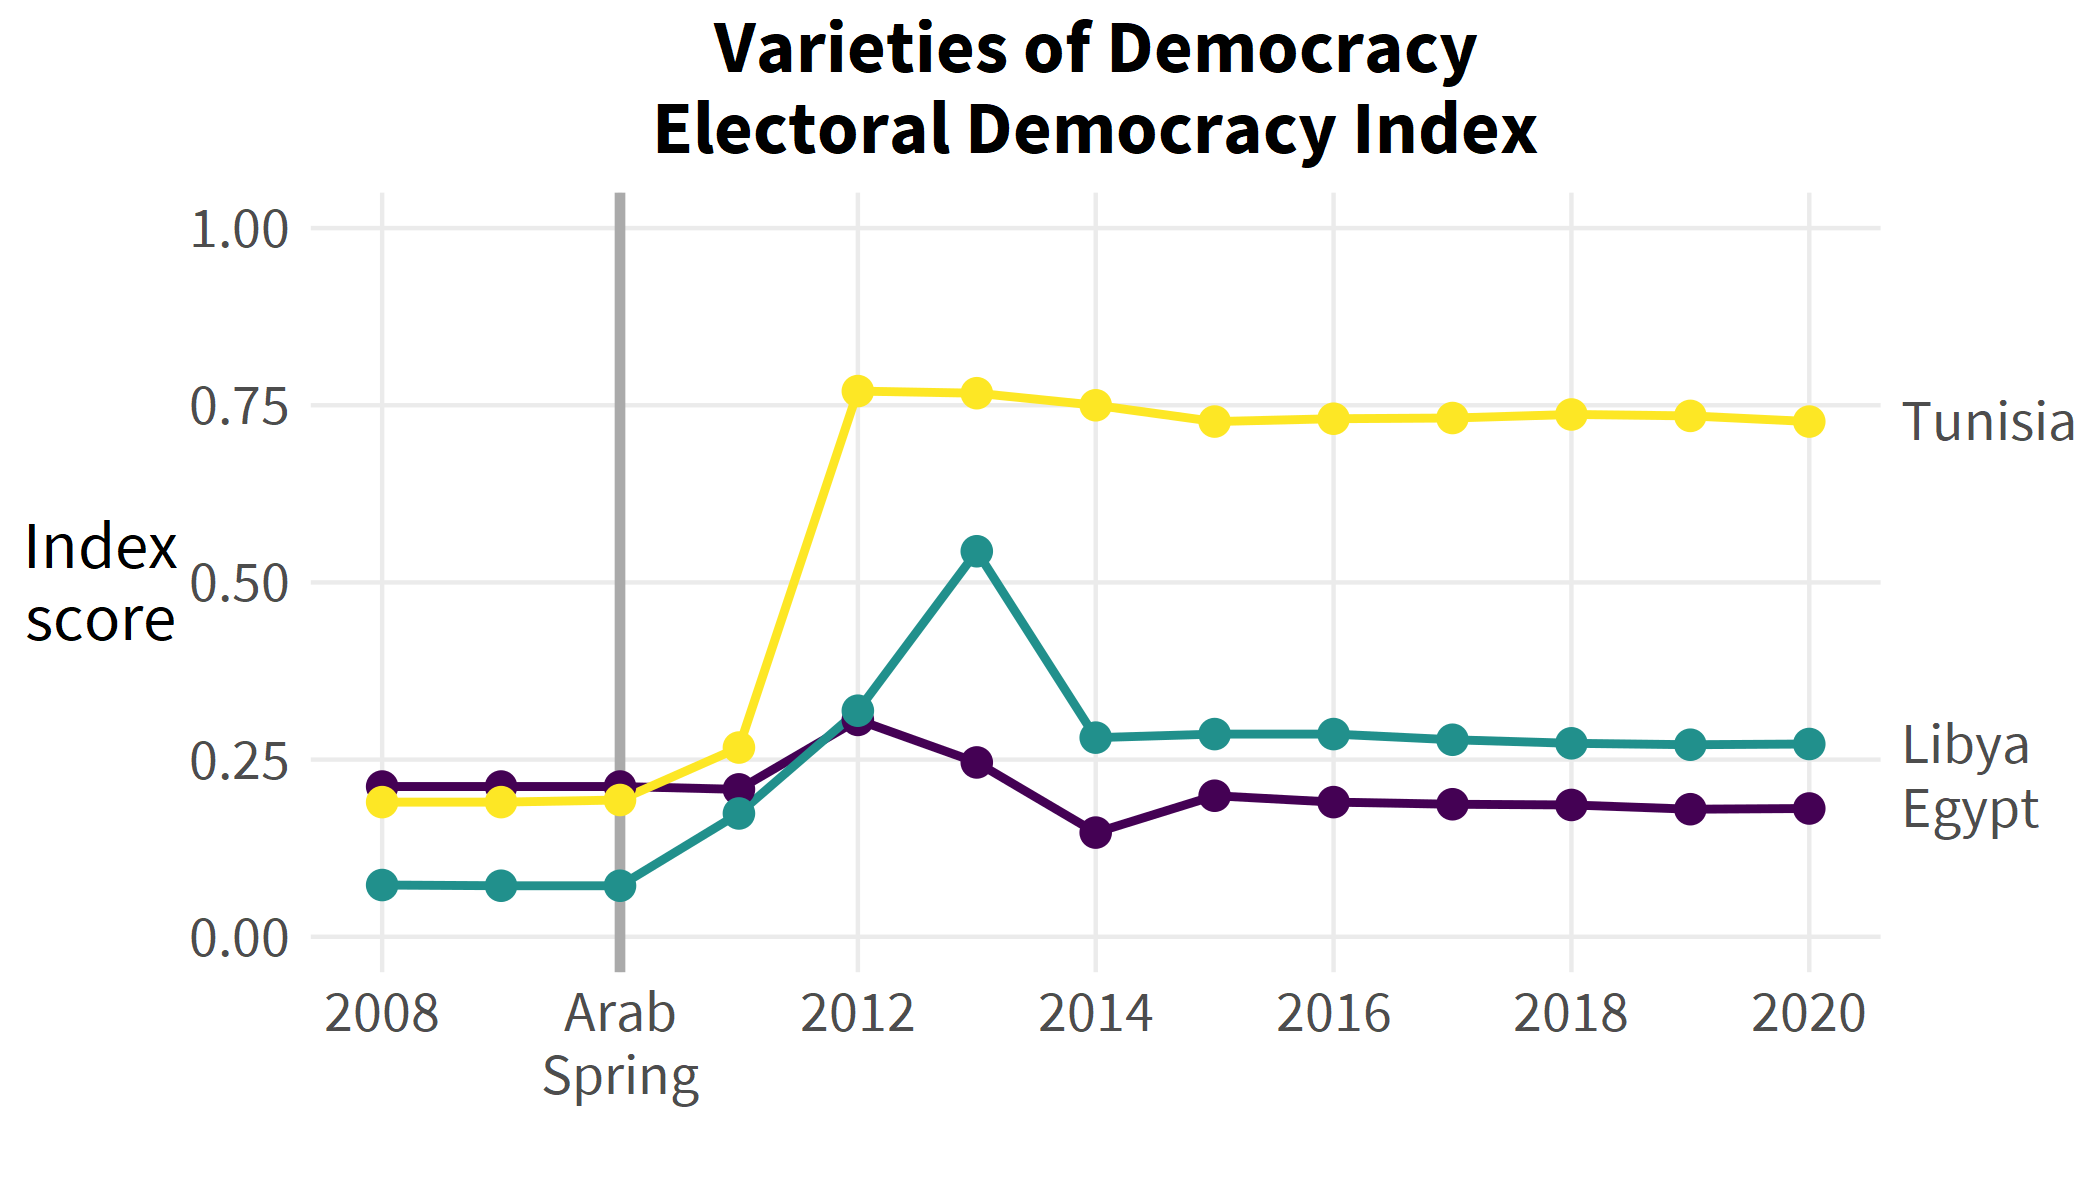 Varieties of Democracy
Electoral Democracy Index
1.00
0.75
0.50
0.25
0.00
Index
score
Tunisia
Libya
Egypt
2008
Arab
Spring
2012
2014
2016
2018
2020